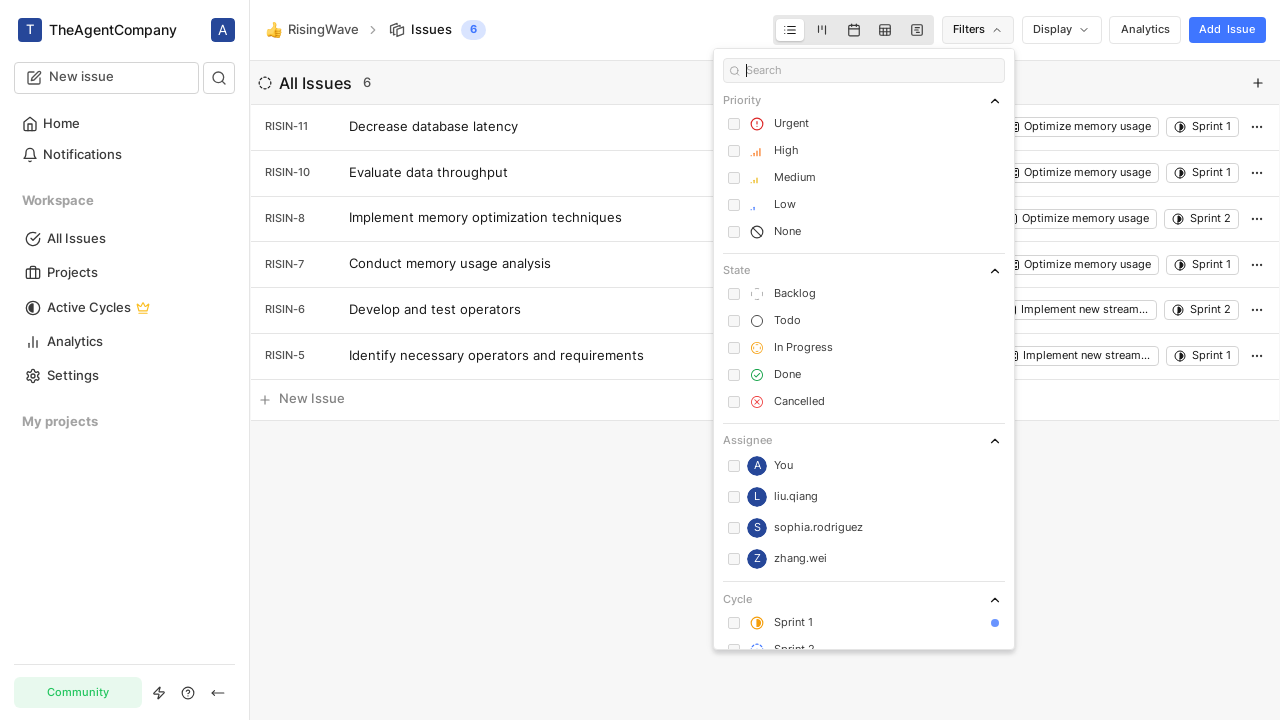 T TheAgentCompany A
👍 RisingWave Issues 6
Filters Display Analytics Add Issue
New issue
Home
Notifications
Workspace
All Issues
Projects
Active Cycles
Analytics
Settings
My projects
Community
All Issues 6
RISIN-11 Decrease database latency Optimize memory usage Sprint 1
RISIN-10 Evaluate data throughput Optimize memory usage Sprint 1
RISIN-8 Implement memory optimization techniques Optimize memory usage Sprint 2
RISIN-7 Conduct memory usage analysis Optimize memory usage Sprint 1
RISIN-6 Develop and test operators Implement new stream... Sprint 2
RISIN-5 Identify necessary operators and requirements Implement new stream... Sprint 1
New Issue
Search
Priority
Urgent
High
Medium
Low
None
State
Backlog
Todo
In Progress
Done
Cancelled
Assignee
A You
L liu.qiang
S sophia.rodriguez
Z zhang.wei
Cycle
Sprint 1
Sprint 2